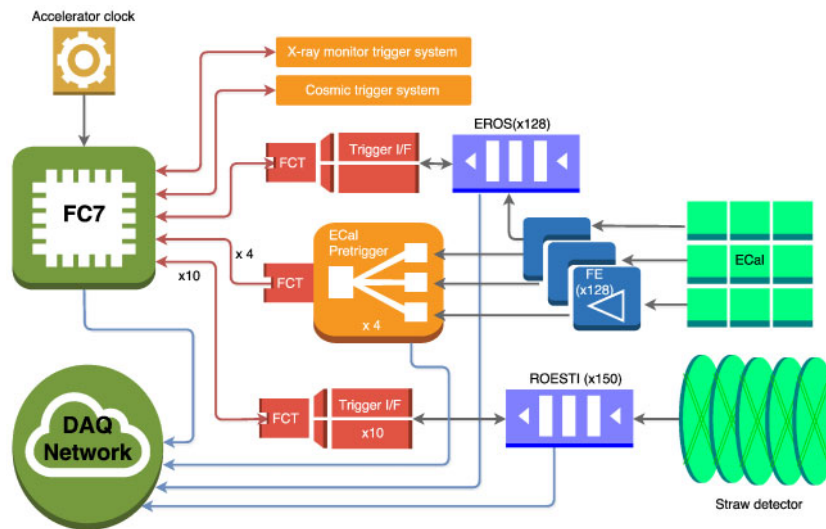 Accelerator clock
X-ray monitor trigger system
Cosmic trigger system
EROS(x128)
FCT
Trigger I/F
FC7
ECal
Pretrigger
x 4
x10
FCT
x 4
FE
(x128)
ECal
ROESTI (x150)
FCT
Trigger I/F
x10
DAQ
Network
Straw detector